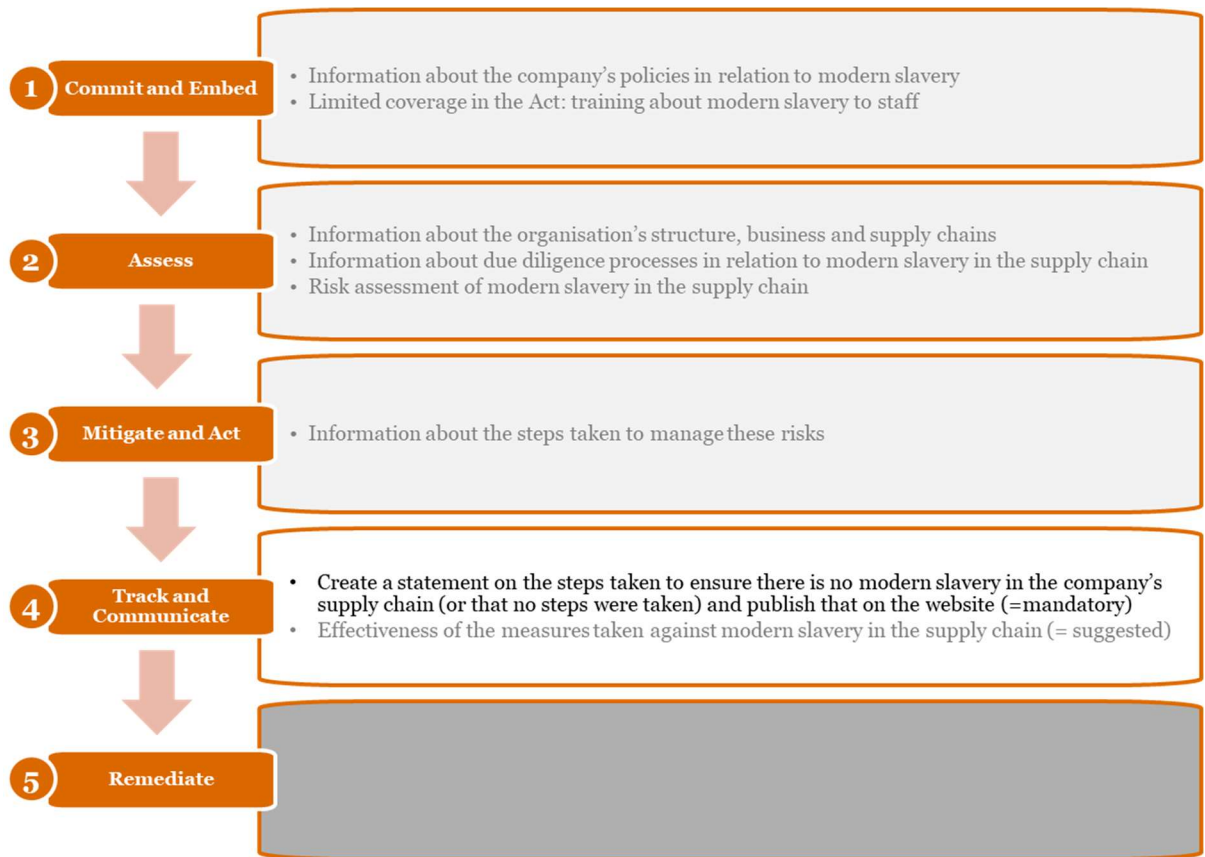 1
Commit and Embed
• Information about the company's policies in relation to modern slavery
• Limited coverage in the Act: training about modern slavery to staff
2
Assess
• Information about the organisation's structure, business and supply chains
• Information about due diligence processes in relation to modern slavery in the supply chain
• Risk assessment of modern slavery in the supply chain
3
Mitigate and Act
• Information about the steps taken to manage these risks
4
Track and
Communicate
• Create a statement on the steps taken to ensure there is no modern slavery in the company's
supply chain (or that no steps were taken) and publish that on the website (=mandatory)
• Effectiveness of the measures taken against modern slavery in the supply chain (= suggested)
5
Remediate